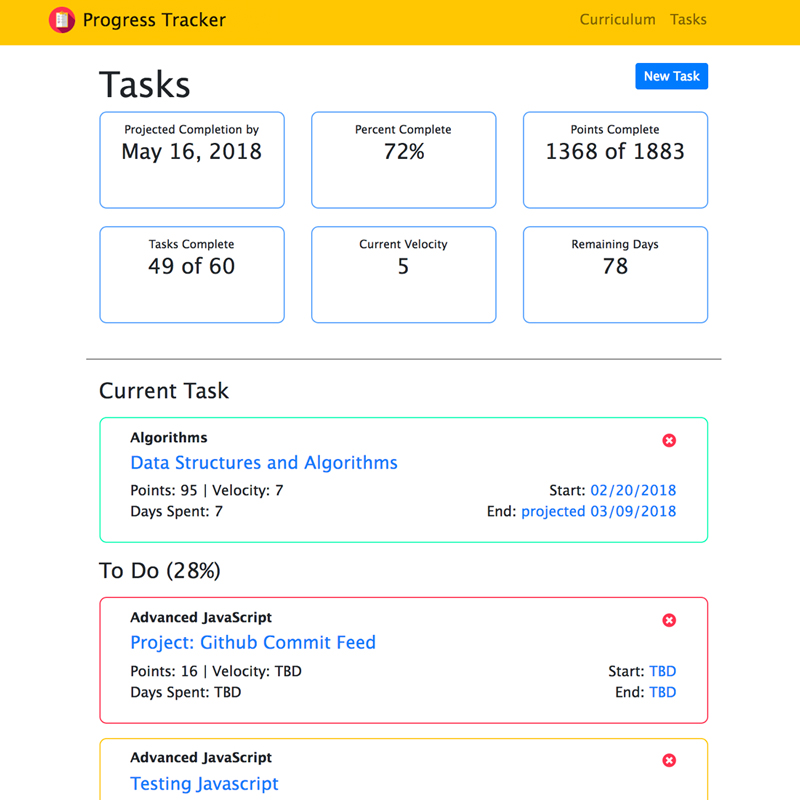 Progress Tracker
Curriculum Tasks
Tasks
New Task
Projected Completion by
May 16, 2018
Percent Complete
72%
Points Complete
1368 of 1883
Tasks Complete
49 of 60
Current Velocity
5
Remaining Days
78
Current Task
Algorithms
Data Structures and Algorithms
Points: 95 | Velocity: 7
Start: 02/20/2018
Days Spent: 7
End: projected 03/09/2018
To Do (28%)
Advanced JavaScript
Project: Github Commit Feed
Points: 16 | Velocity: TBD
Start: TBD
Days Spent: TBD
End: TBD
Advanced JavaScript
Testing Javascript